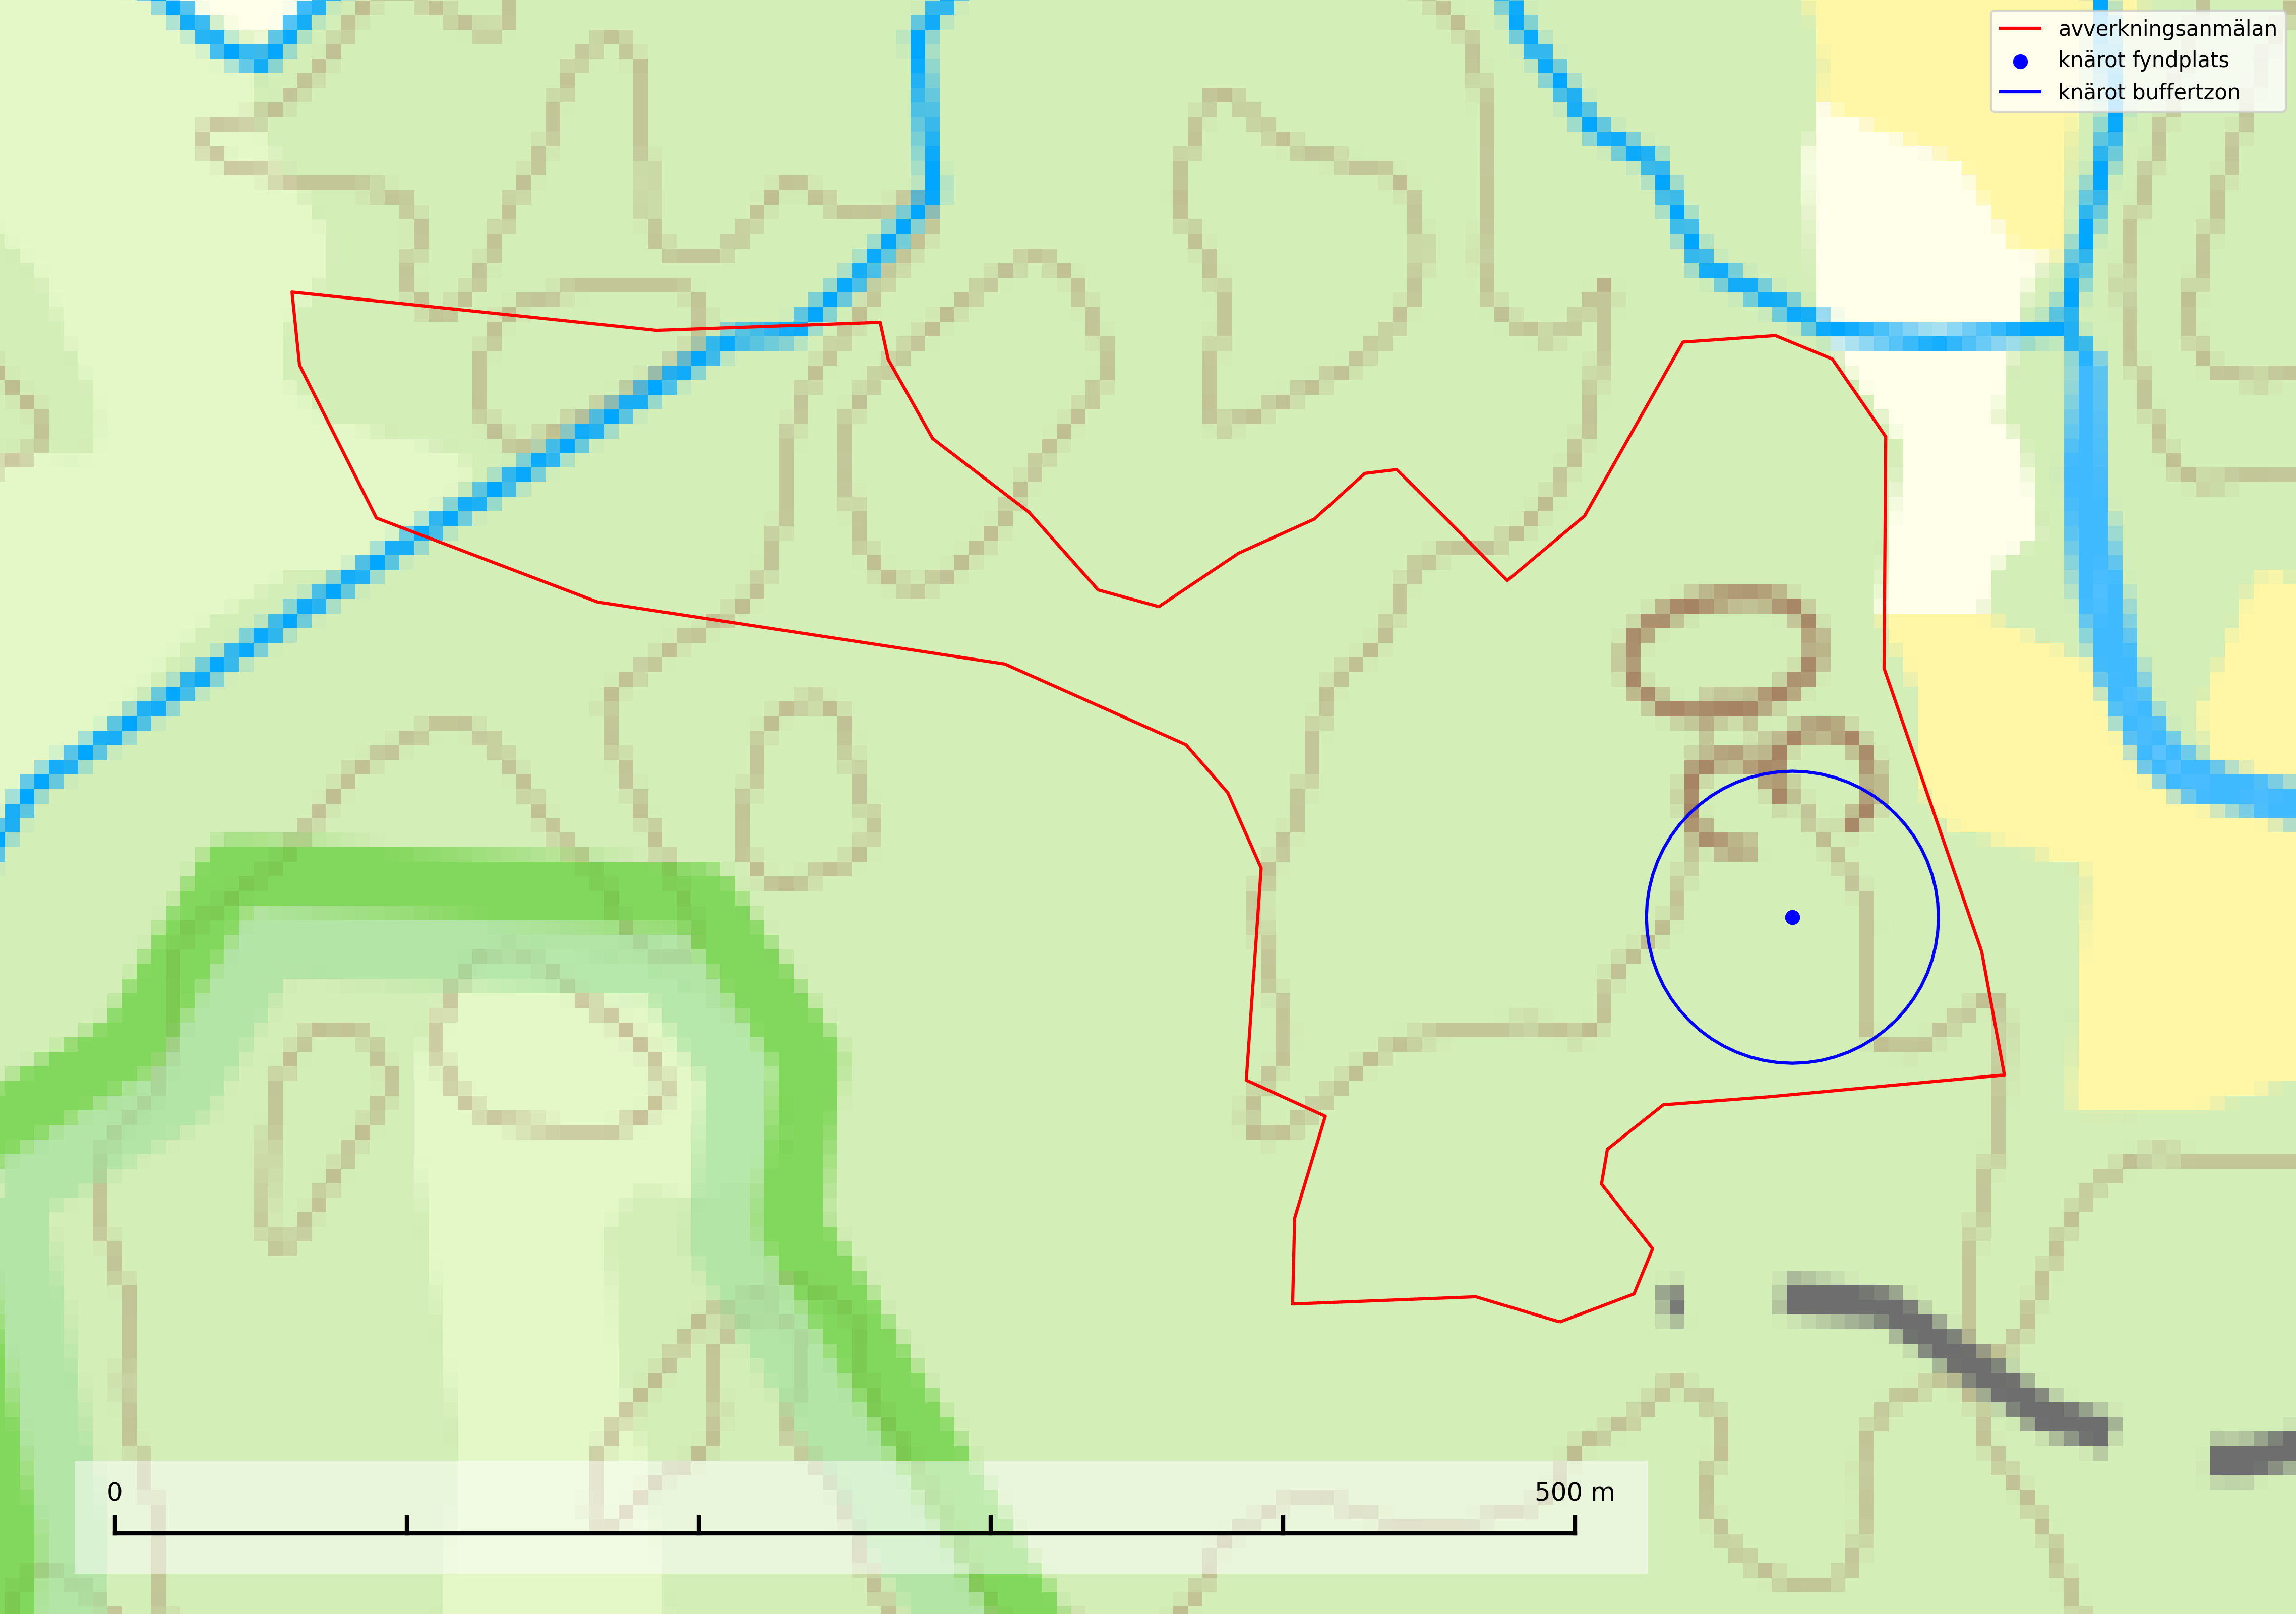 avverkningsanmälan
knärot fyndplats
knärot buffertzon
0 500 m